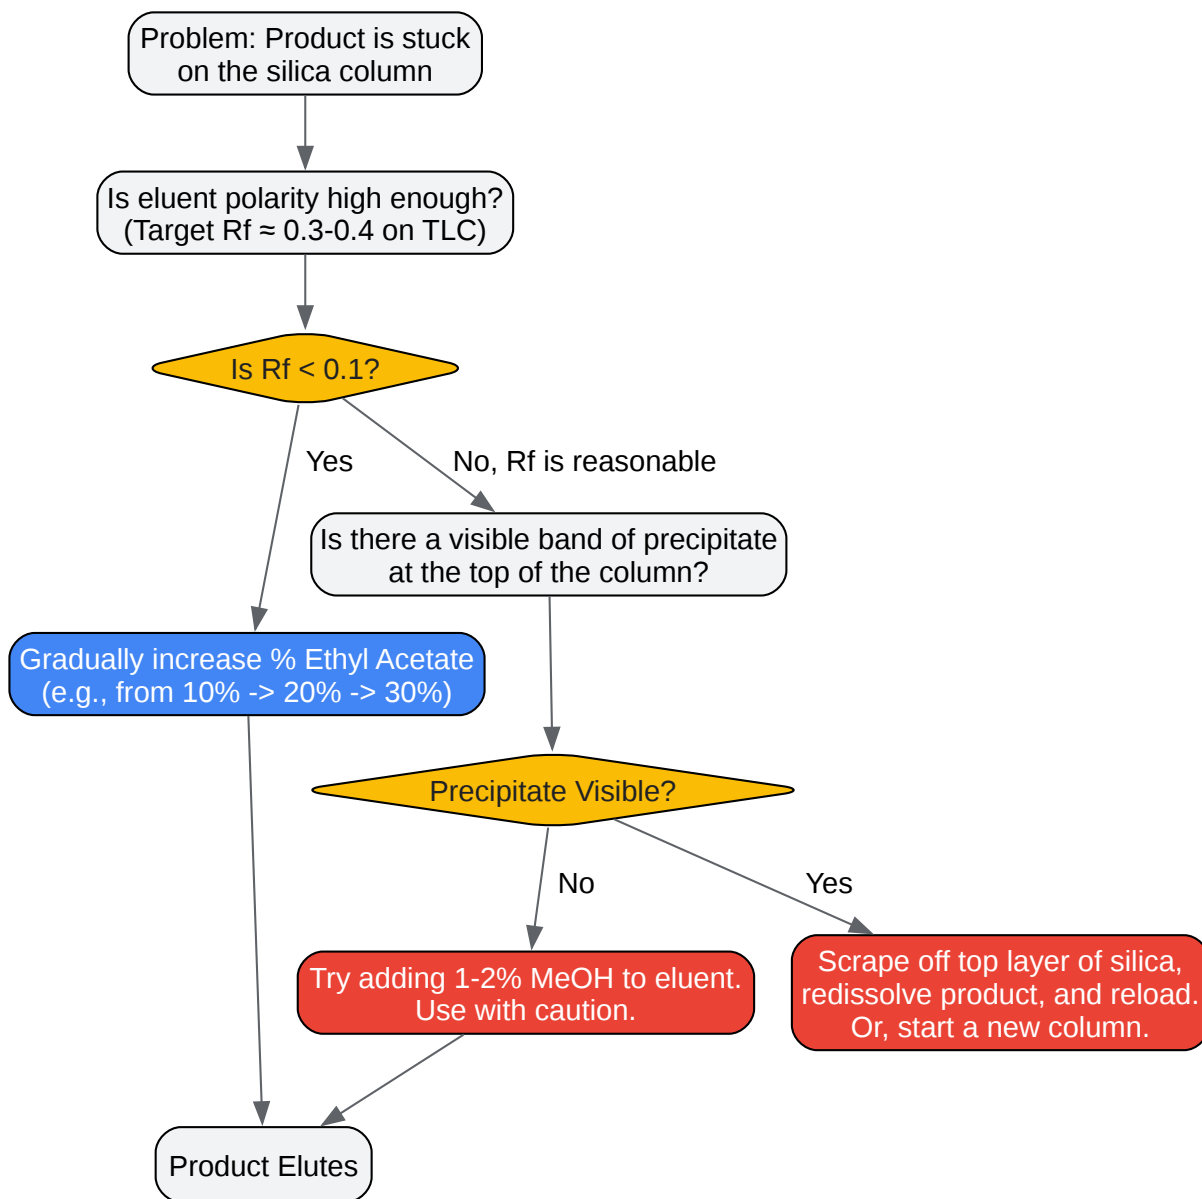 Problem: Product is stuck
on the silica column
Is eluent polarity high enough?
(Target Rf ≈ 0.3-0.4 on TLC)
Is Rf < 0.1?
Yes
No, Rf is reasonable
Is there a visible band of precipitate
at the top of the column?
Gradually increase % Ethyl Acetate
(e.g., from 10% -> 20% -> 30%)
Precipitate Visible?
No
Yes
Try adding 1-2% MeOH to eluent.
Use with caution.
Scrape off top layer of silica,
redissolve product, and reload.
Or, start a new column.
Product Elutes